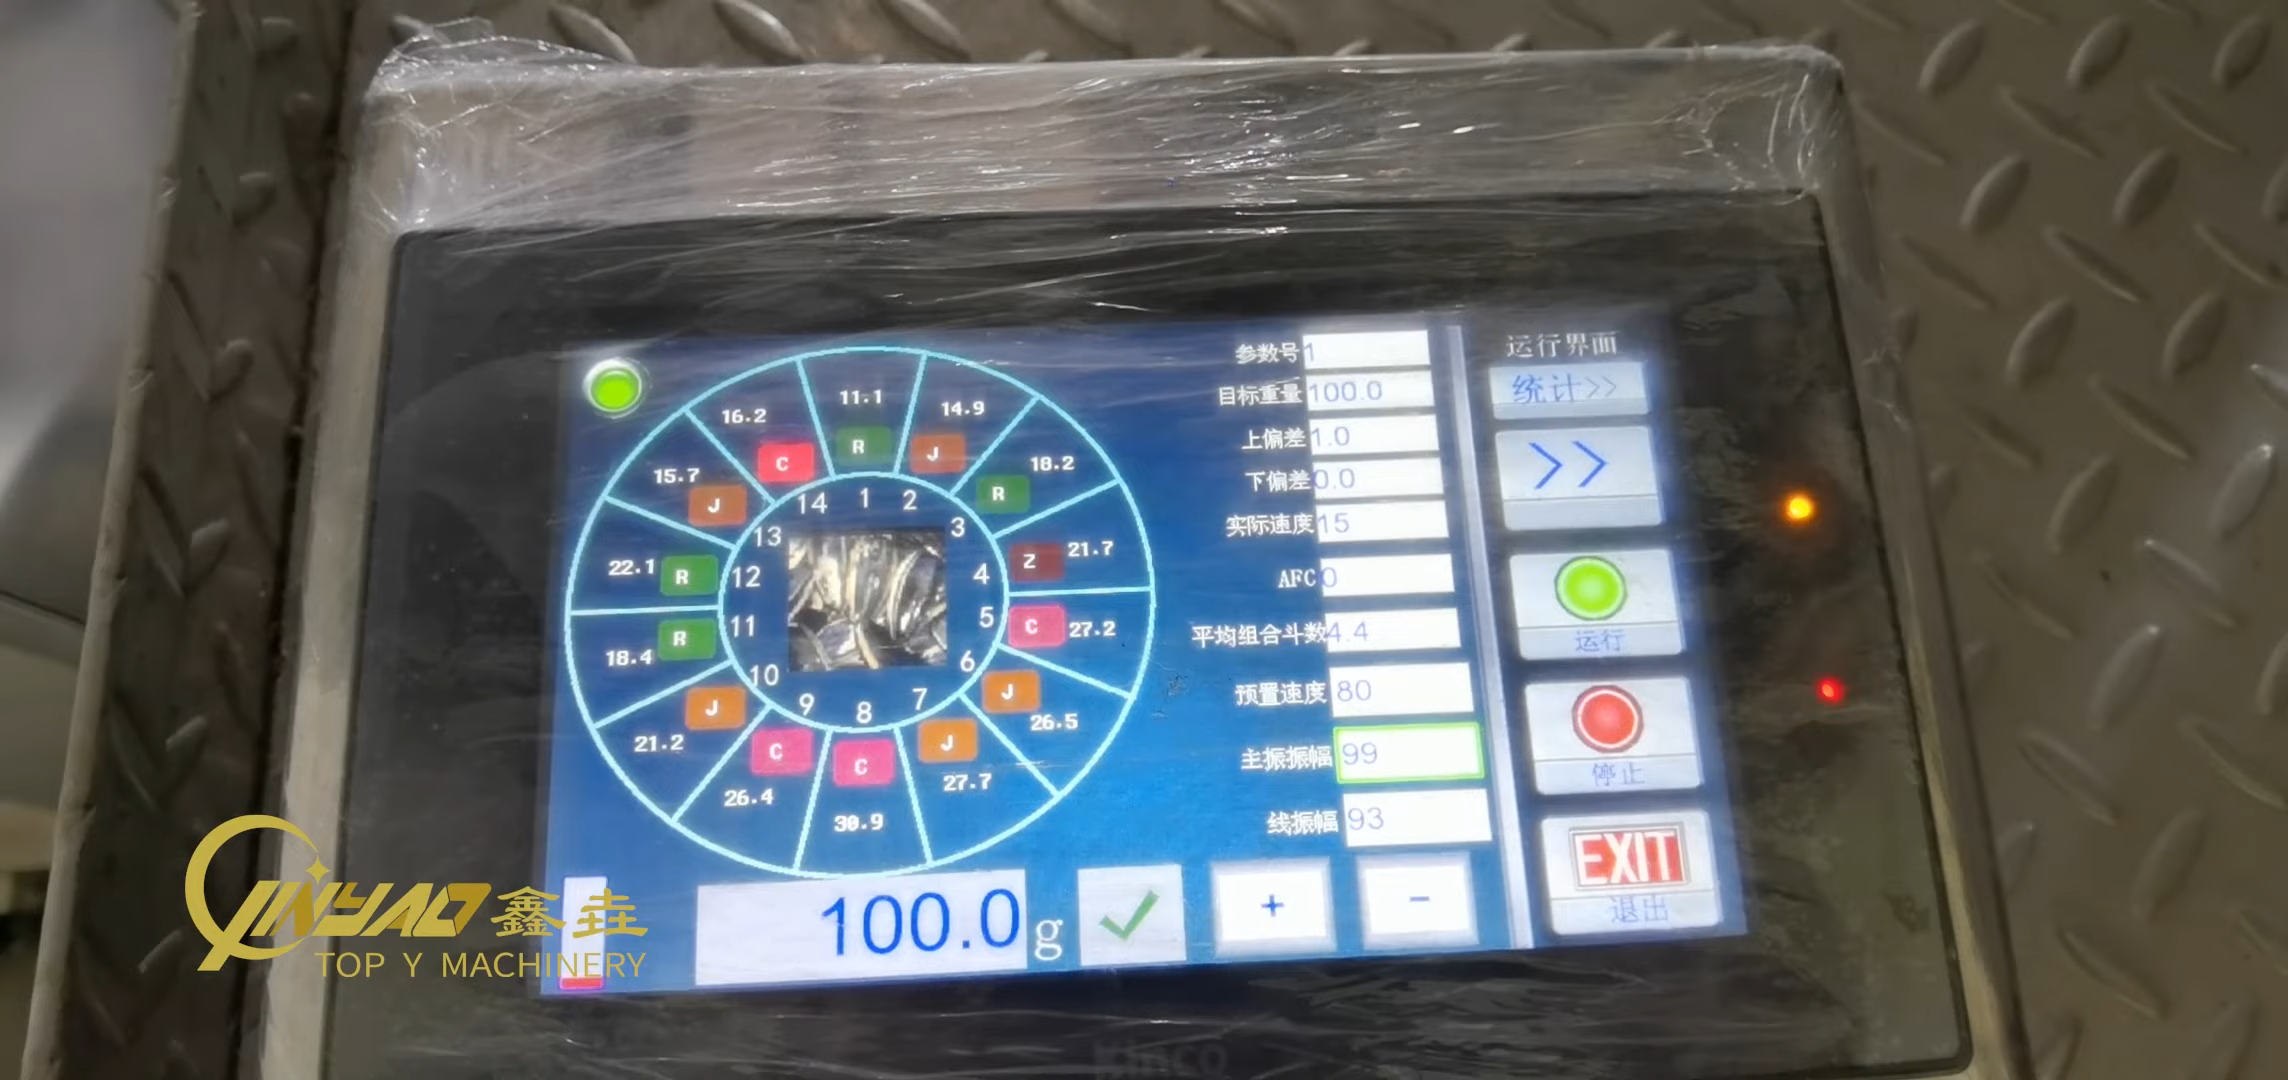 16.2
11.1
14.9
15.7
C
R
J
18.2
J
14
1
2
R
13
3
22.1
R
12
4
Z
21.7
18.4
R
11
5
C
27.2
21.2
J
10
6
J
26.5
9
8
7
26.4
C
C
J
27.7
30.9
参数号 1
目标重量 100.0
上偏差 1.0
下偏差 0.0
实际速度 15
AFC 0
平均组合斗数 4.4
预置速度 80
主振振幅 99
线振幅 93
运行界面
统计>>
>>
运行
停止
EXIT
退出
100.0 g
+
-
Kinco
JINYAO 鑫垚
TOP Y MACHINERY